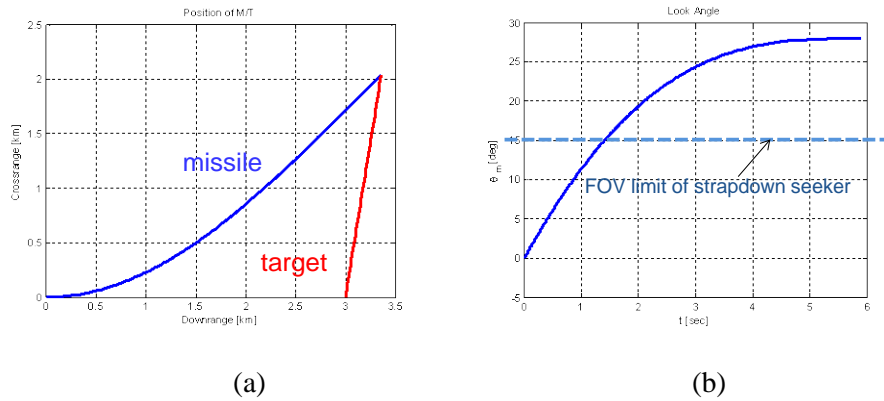 Position of M/T
2.5
2
1.5
1
0.5
0
Crossrange [km]
missile
target
0 0.5 1 1.5 2 2.5 3 3.5
Downrange [km]
(a)
Look Angle
30
25
20
15
10
5
0
-5
θ m [deg]
FOV limit of strapdown seeker
0 1 2 3 4 5 6
t [sec]
(b)